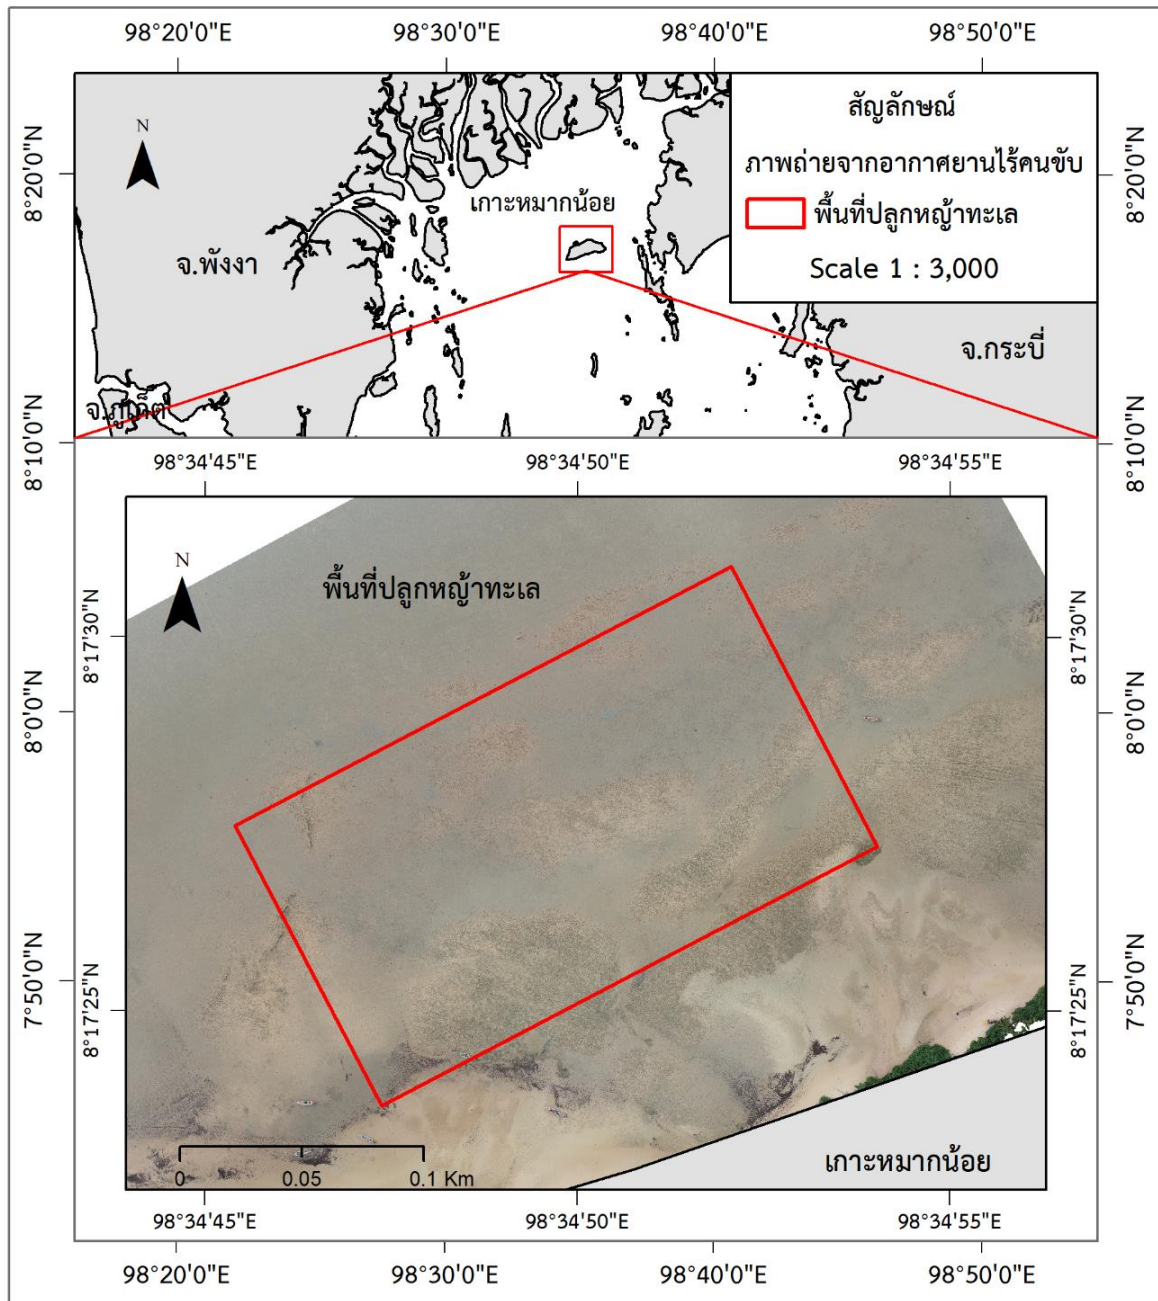 98°20'0"E 98°30'0"E 98°40'0"E 98°50'0"E
N
สัญลักษณ์
ภาพถ่ายจากอากาศยานไร้คนขับ
พื้นที่ปลูกหญ้าทะเล
Scale 1 : 3,000
8°20'0"N 8°20'0"N
เกาะหมากน้อย
จ.พังงา
จ.กระบี่
จ.ภูเก็ต
8°10'0"N 8°10'0"N
98°34'45"E 98°34'50"E 98°34'55"E
N
พื้นที่ปลูกหญ้าทะเล
8°17'30"N 8°17'30"N
8°0'0"N 8°0'0"N
7°50'0"N 7°50'0"N
8°17'25"N 8°17'25"N
เกาะหมากน้อย
0 0.05 0.1 Km
98°34'45"E 98°34'50"E 98°34'55"E
98°20'0"E 98°30'0"E 98°40'0"E 98°50'0"E